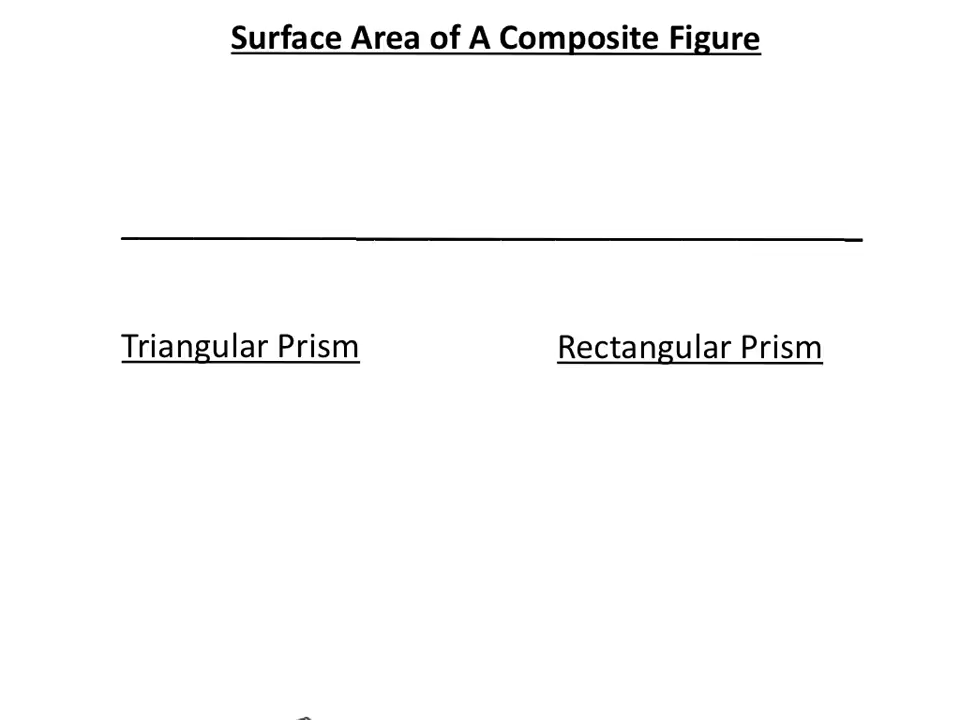 Surface Area of A Composite Figure
Triangular Prism
Rectangular Prism